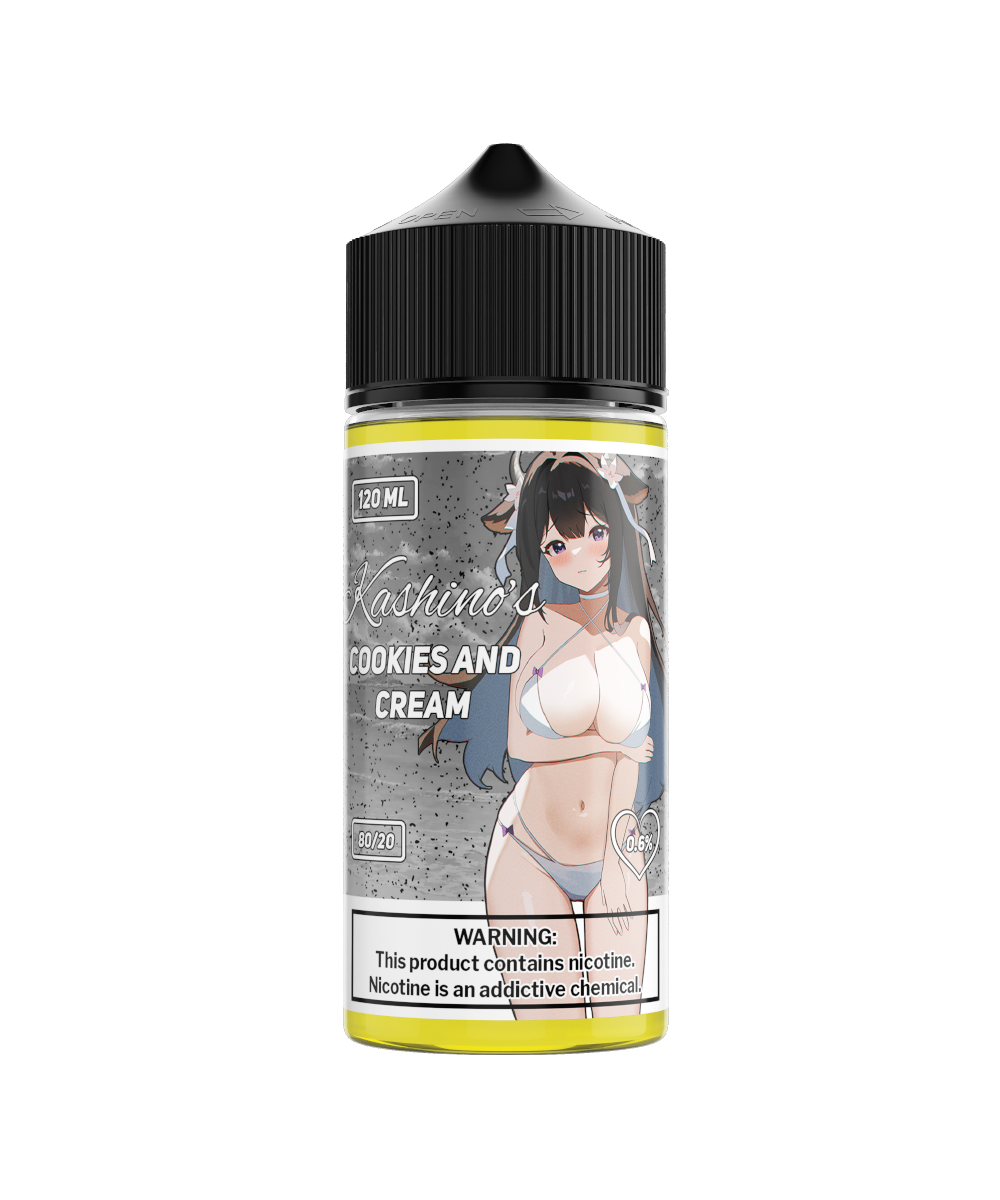 OPEN
120 ML
Kashino's
COOKIES AND
CREAM
80/20
0.6%
WARNING:
This product contains nicotine.
Nicotine is an addictive chemical.